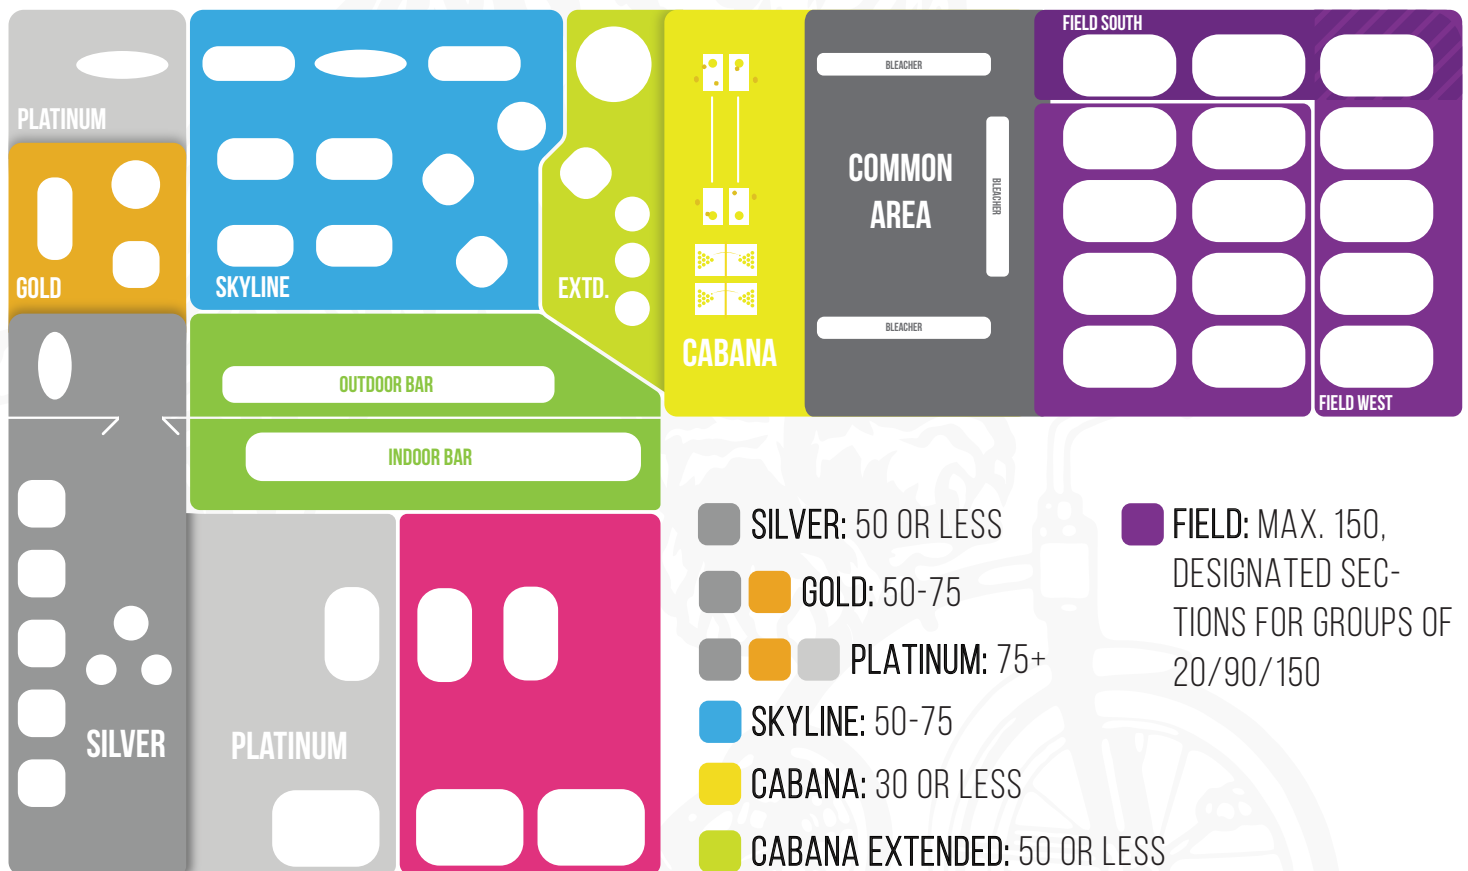 FIELD SOUTH
BLEACHER
PLATINUM
COMMON
AREA
BLEACHER
GOLD
SKYLINE
EXTD.
BLEACHER
CABANA
OUTDOOR BAR
FIELD WEST
INDOOR BAR
SILVER
PLATINUM
SILVER: 50 OR LESS
GOLD: 50-75
PLATINUM: 75+
SKYLINE: 50-75
CABANA: 30 OR LESS
CABANA EXTENDED: 50 OR LESS
FIELD: MAX. 150,
DESIGNATED SEC-
TIONS FOR GROUPS OF
20/90/150